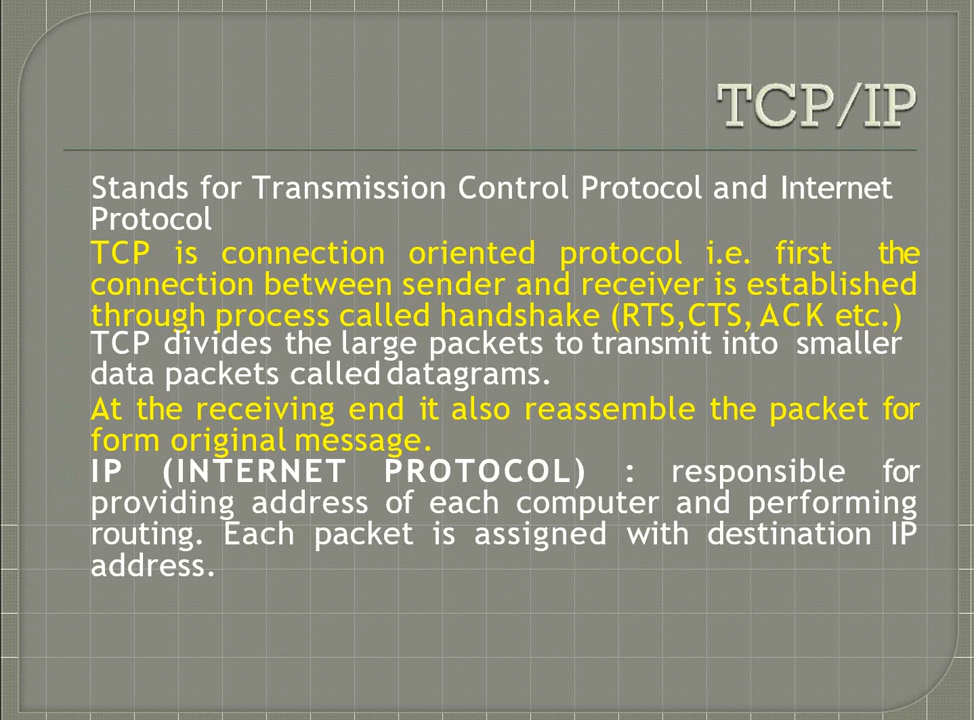 TCP/IP
Stands for Transmission Control Protocol and Internet
Protocol
TCP is connection oriented protocol i.e. first the
connection between sender and receiver is established
through process called handshake (RTS,CTS, ACK etc.)
TCP divides the large packets to transmit into smaller
data packets called datagrams.
At the receiving end it also reassemble the packet for
form original message.
IP (INTERNET PROTOCOL) : responsible for
providing address of each computer and performing
routing. Each packet is assigned with destination IP
address.